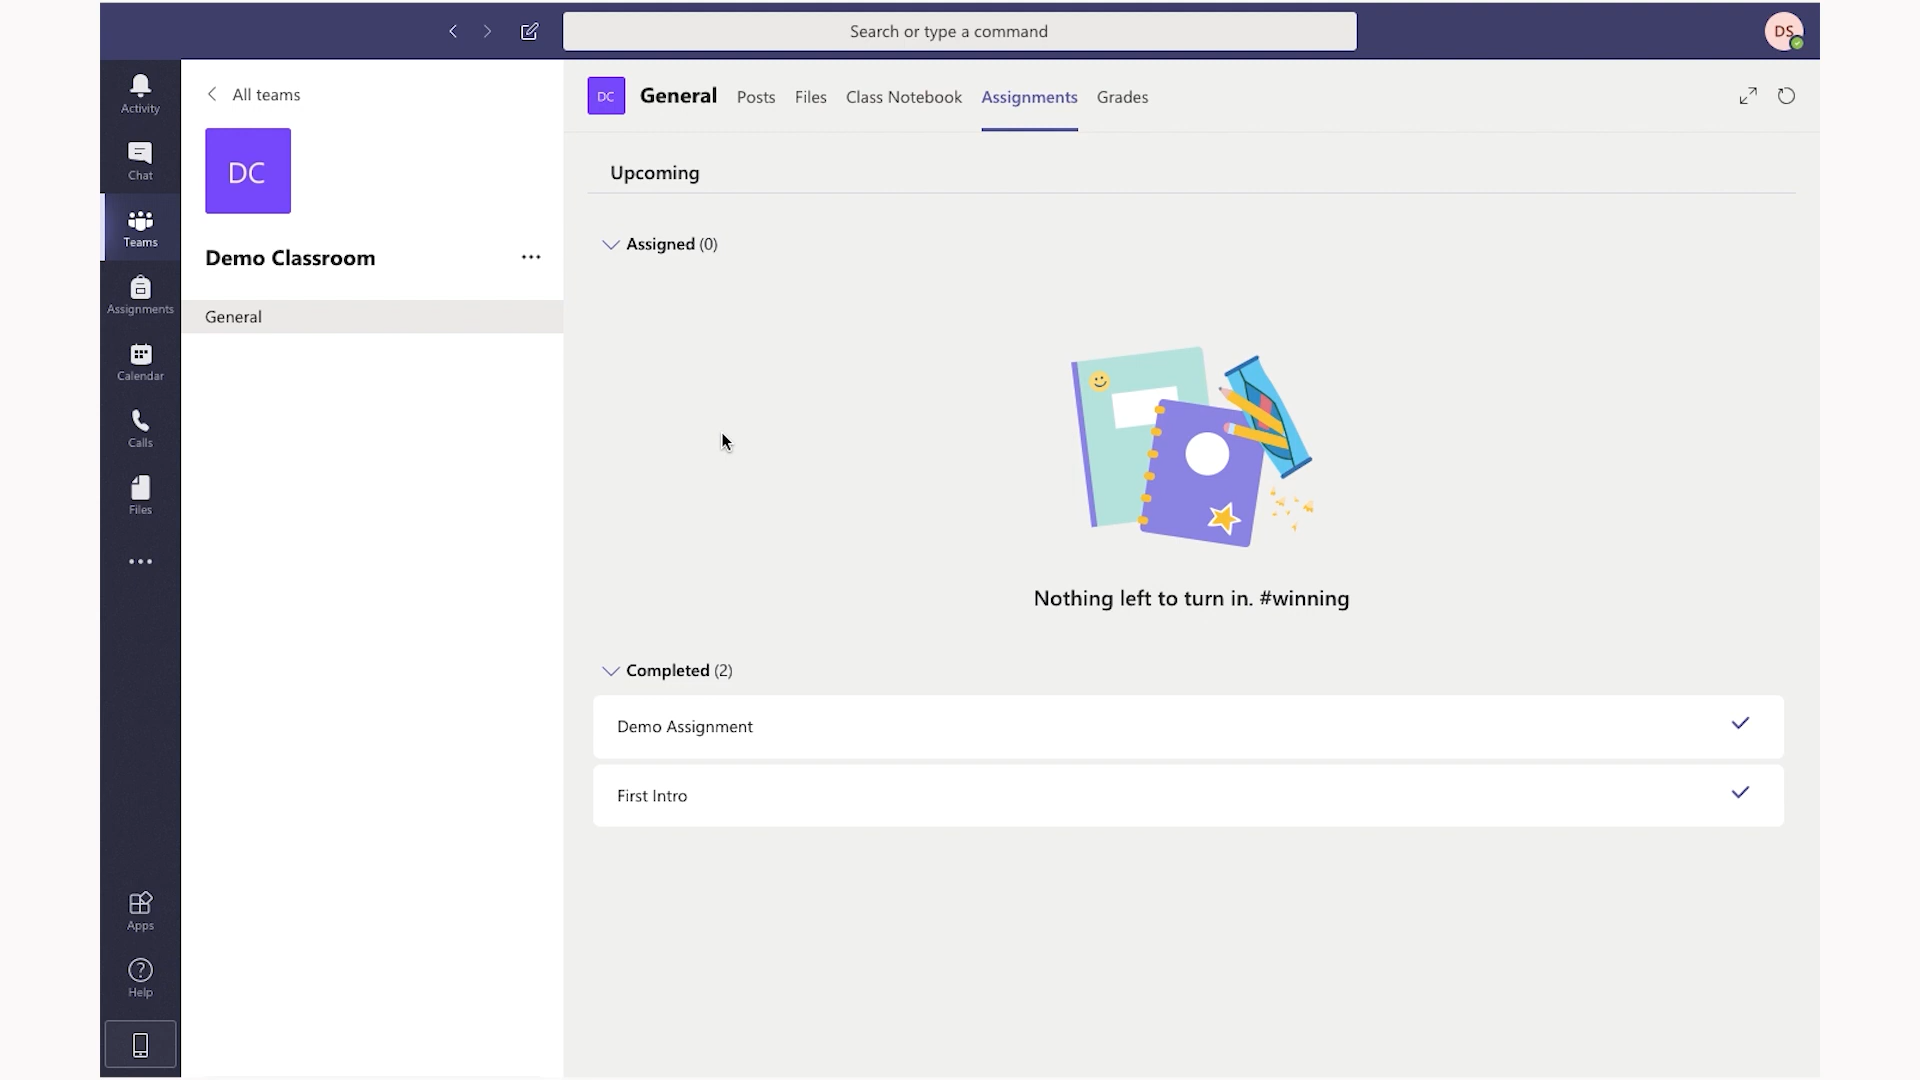 Search or type a command
DS
Activity
Chat
Teams
Assignments
Calendar
Calls
Files
Apps
Help
All teams
DC
Demo Classroom
General
DC
General
Posts
Files
Class Notebook
Assignments
Grades
Upcoming
Assigned (0)
Nothing left to turn in. #winning
Completed (2)
Demo Assignment
First Intro